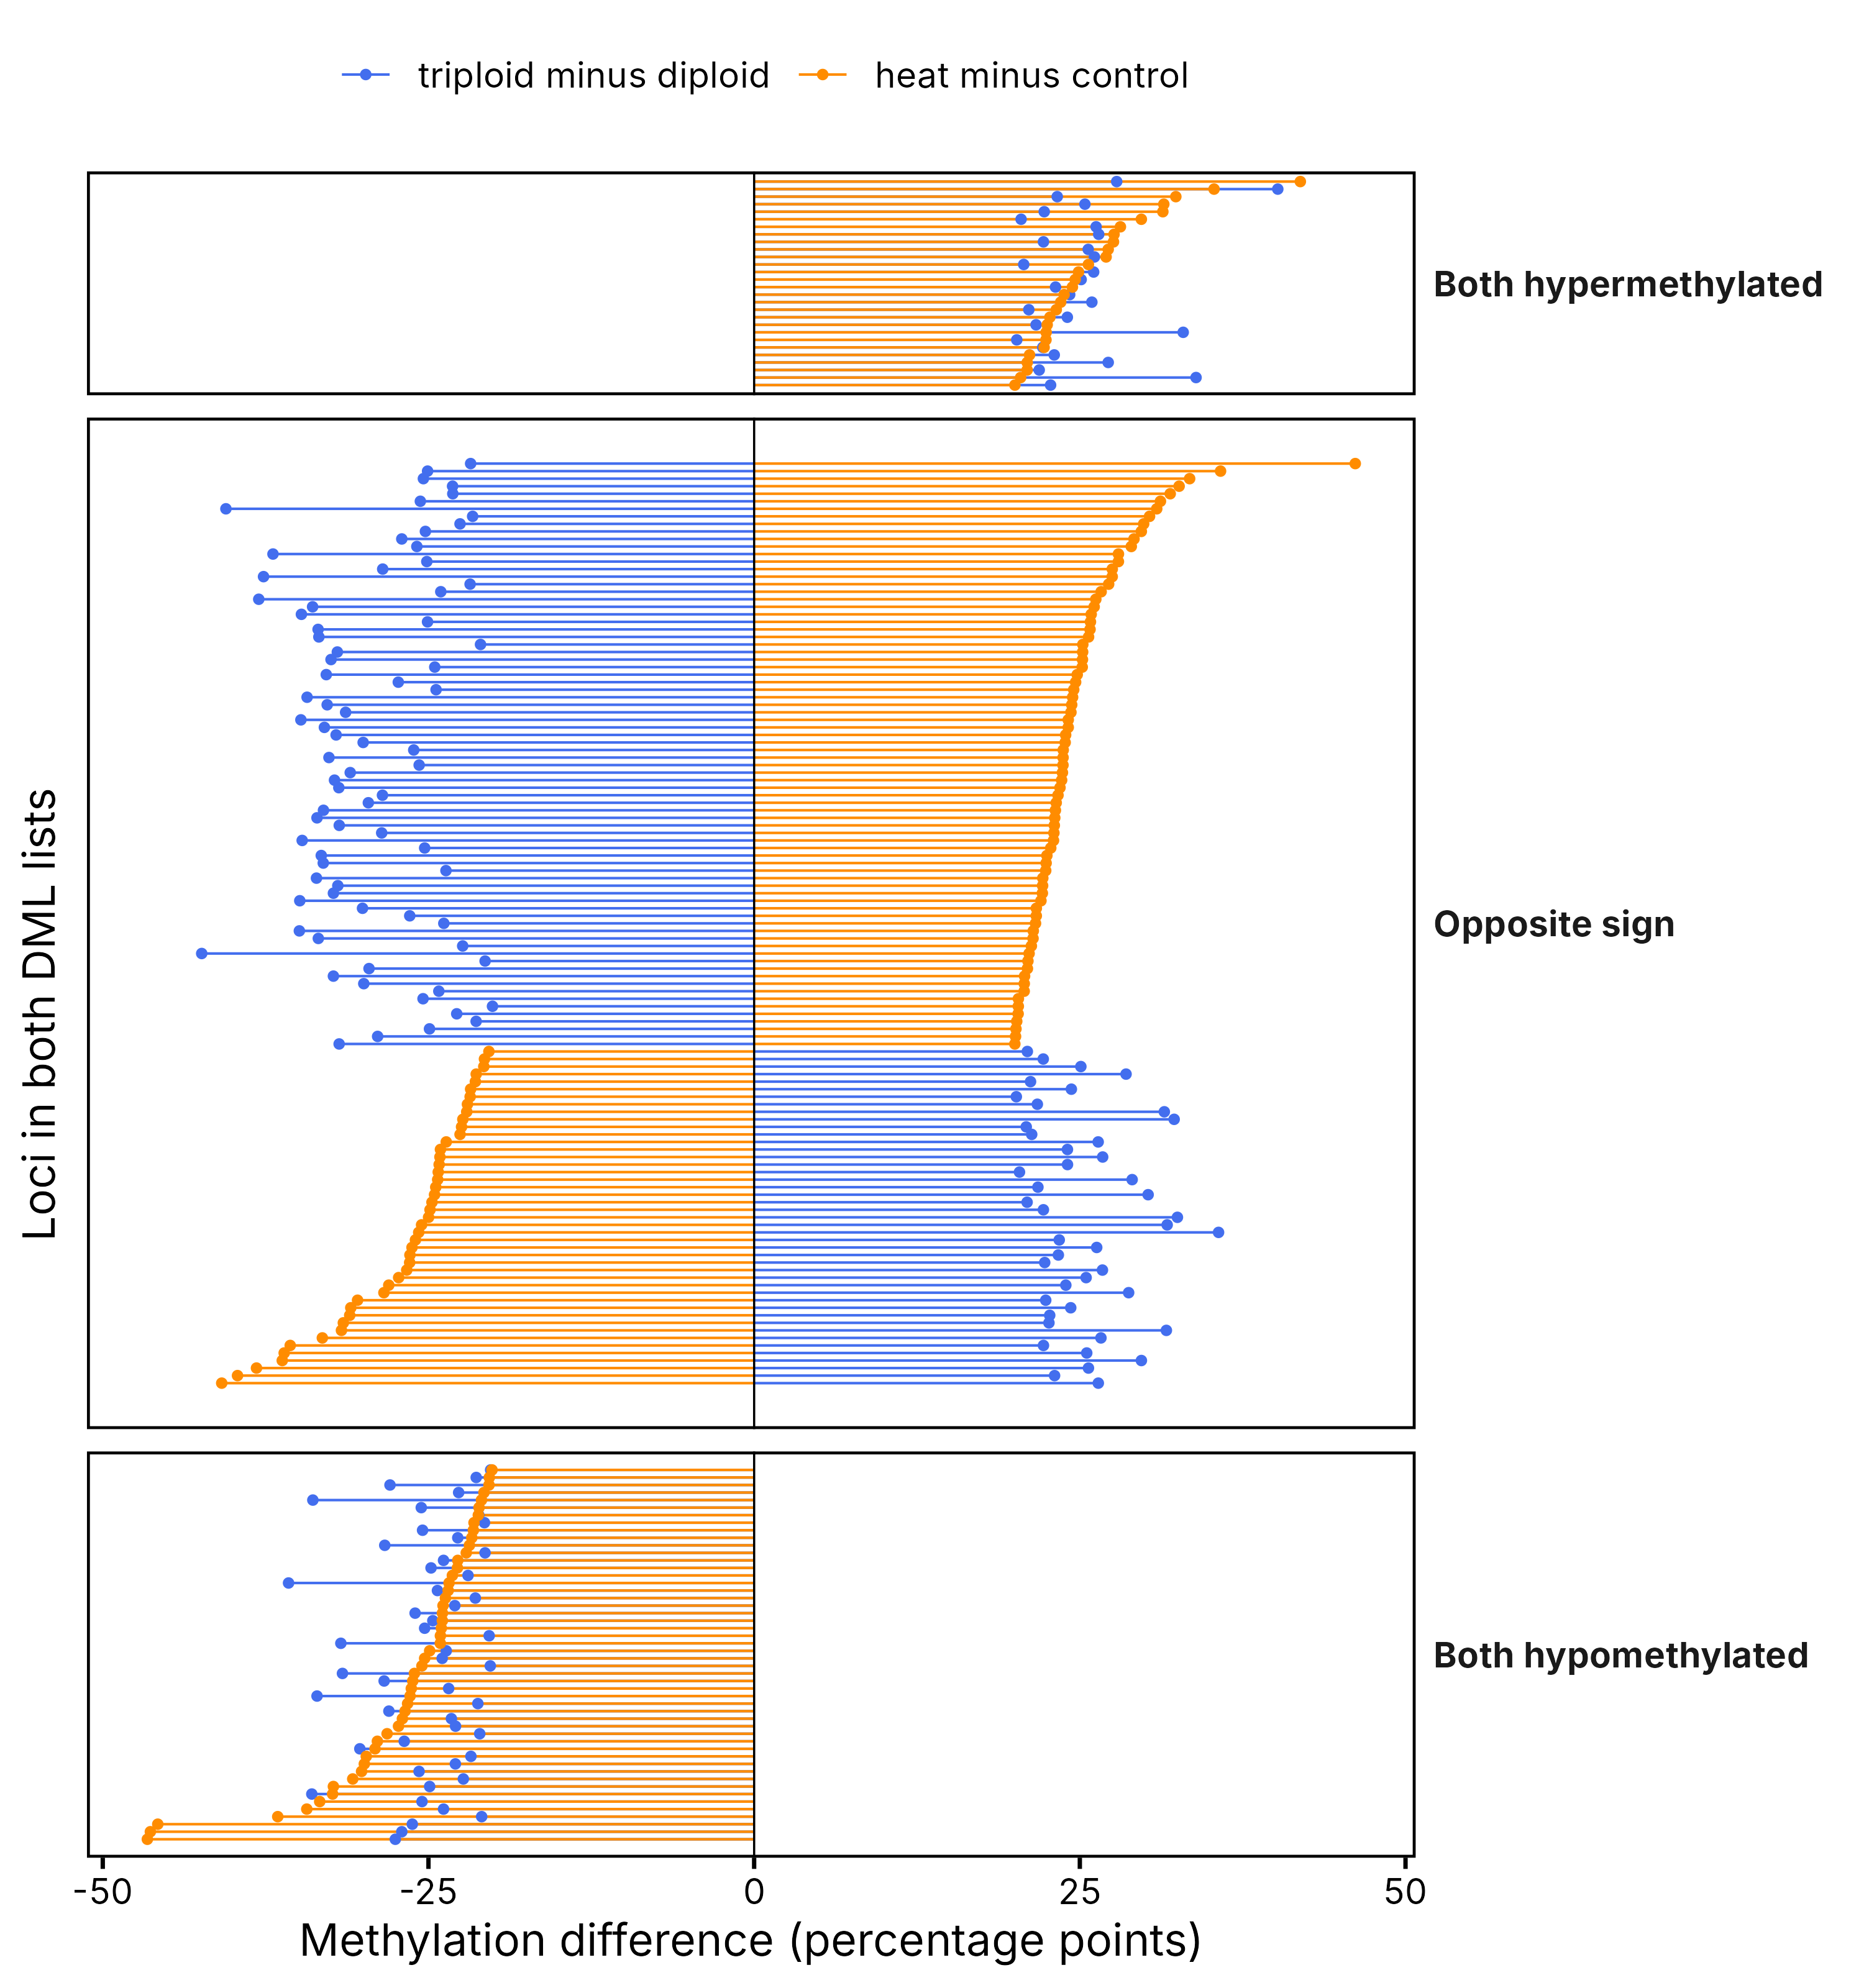 triploid minus diploid
heat minus control
Both hypermethylated
Loci in both DML lists
Opposite sign
Both hypomethylated
-50 -25 0 25 50
Methylation difference (percentage points)